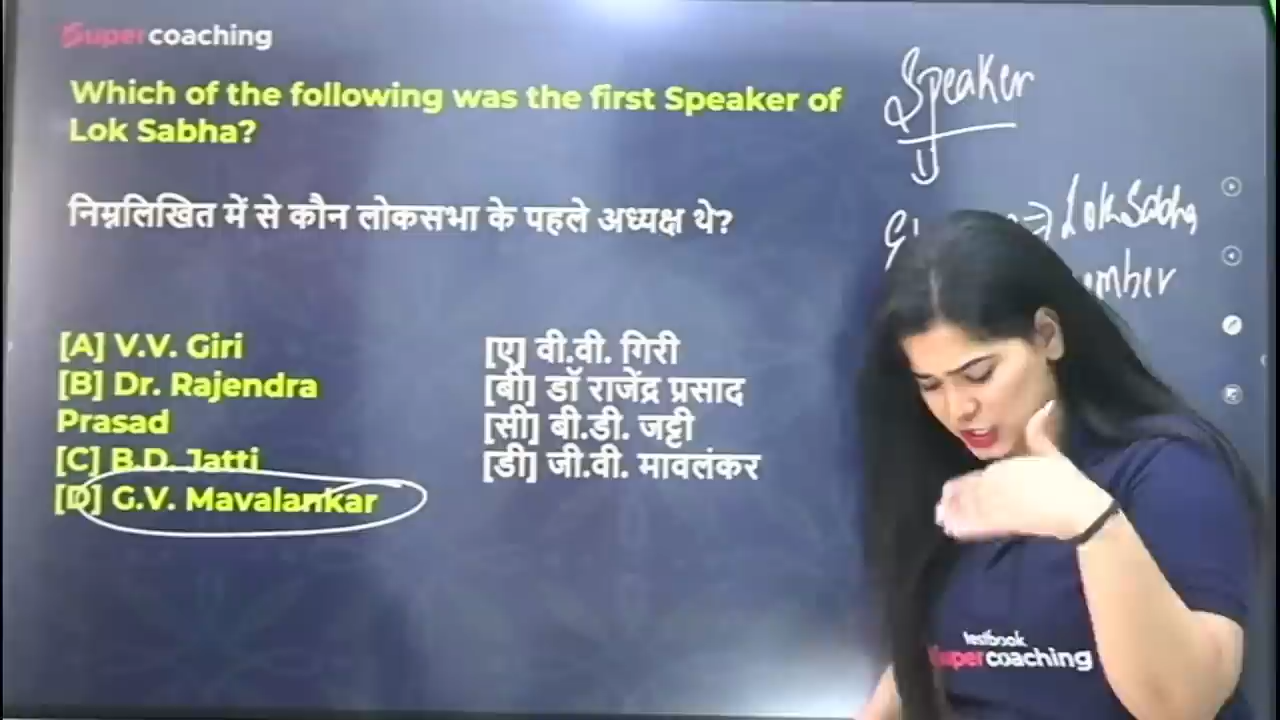 Supercoaching
Which of the following was the first Speaker of
Lok Sabha?
निम्नलिखित में से कौन लोकसभा के पहले अध्यक्ष थे?
[A] V.V. Giri
[B] Dr. Rajendra
Prasad
[C] B.D. Jatti
[D] G.V. Mavalankar
[ए] वी.वी. गिरी
[बी] डॉ राजेंद्र प्रसाद
[सी] बी.डी. जट्टी
[डी] जी.वी. मावलंकर
Speaker
⇒ Lok Sabha
ember
testbook
Supercoaching